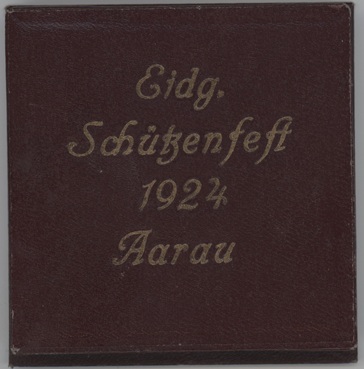 Eidg.
Schützenfest
1924
Aarau